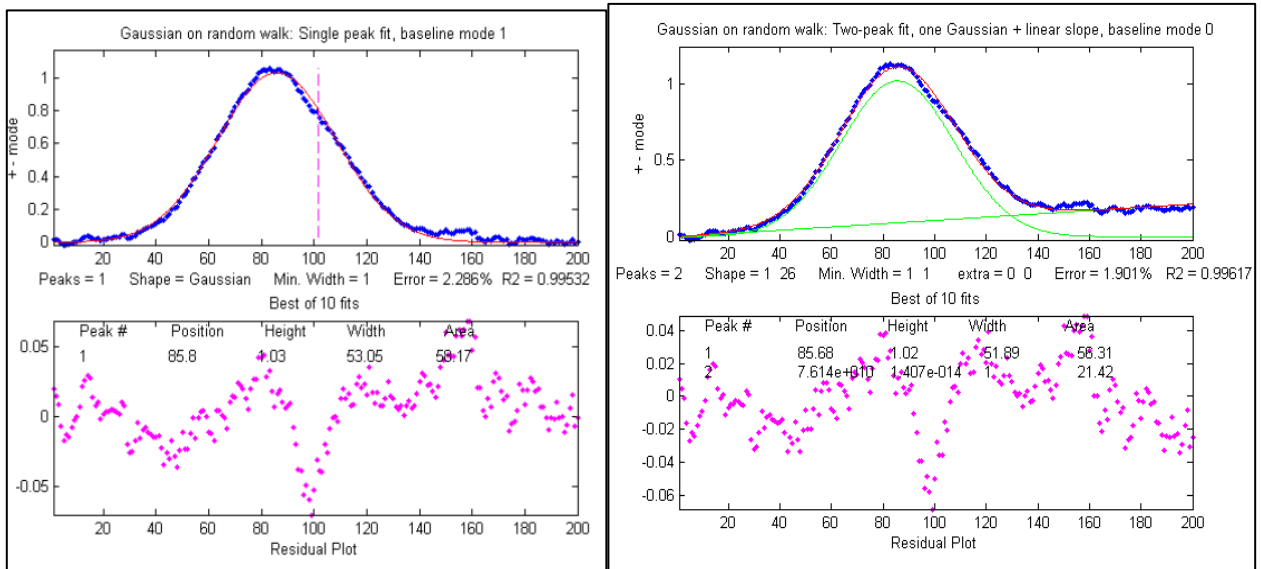 Gaussian on random walk: Single peak fit, baseline mode 1
+ - mode
1
0.8
0.6
0.4
0.2
0
20 40 60 80 100 120 140 160 180 200
Peaks = 1 Shape = Gaussian Min. Width = 1 Error = 2.286% R2 = 0.99532
Best of 10 fits
Peak # Position Height Width Area
1 85.8 1.03 53.05 58.17
0.05
0
-0.05
20 40 60 80 100 120 140 160 180 200
Residual Plot
Gaussian on random walk: Two-peak fit, one Gaussian + linear slope, baseline mode 0
+ - mode
1
0.5
0
20 40 60 80 100 120 140 160 180 200
Peaks = 2 Shape = 1 26 Min. Width = 1 1 extra = 0 0 Error = 1.901% R2 = 0.99617
Best of 10 fits
Peak # Position Height Width Area
1 85.68 1.02 51.89 56.31
2 7.614e+010 1.407e-014 1 21.42
0.04
0.02
0
-0.02
-0.04
-0.06
20 40 60 80 100 120 140 160 180 200
Residual Plot